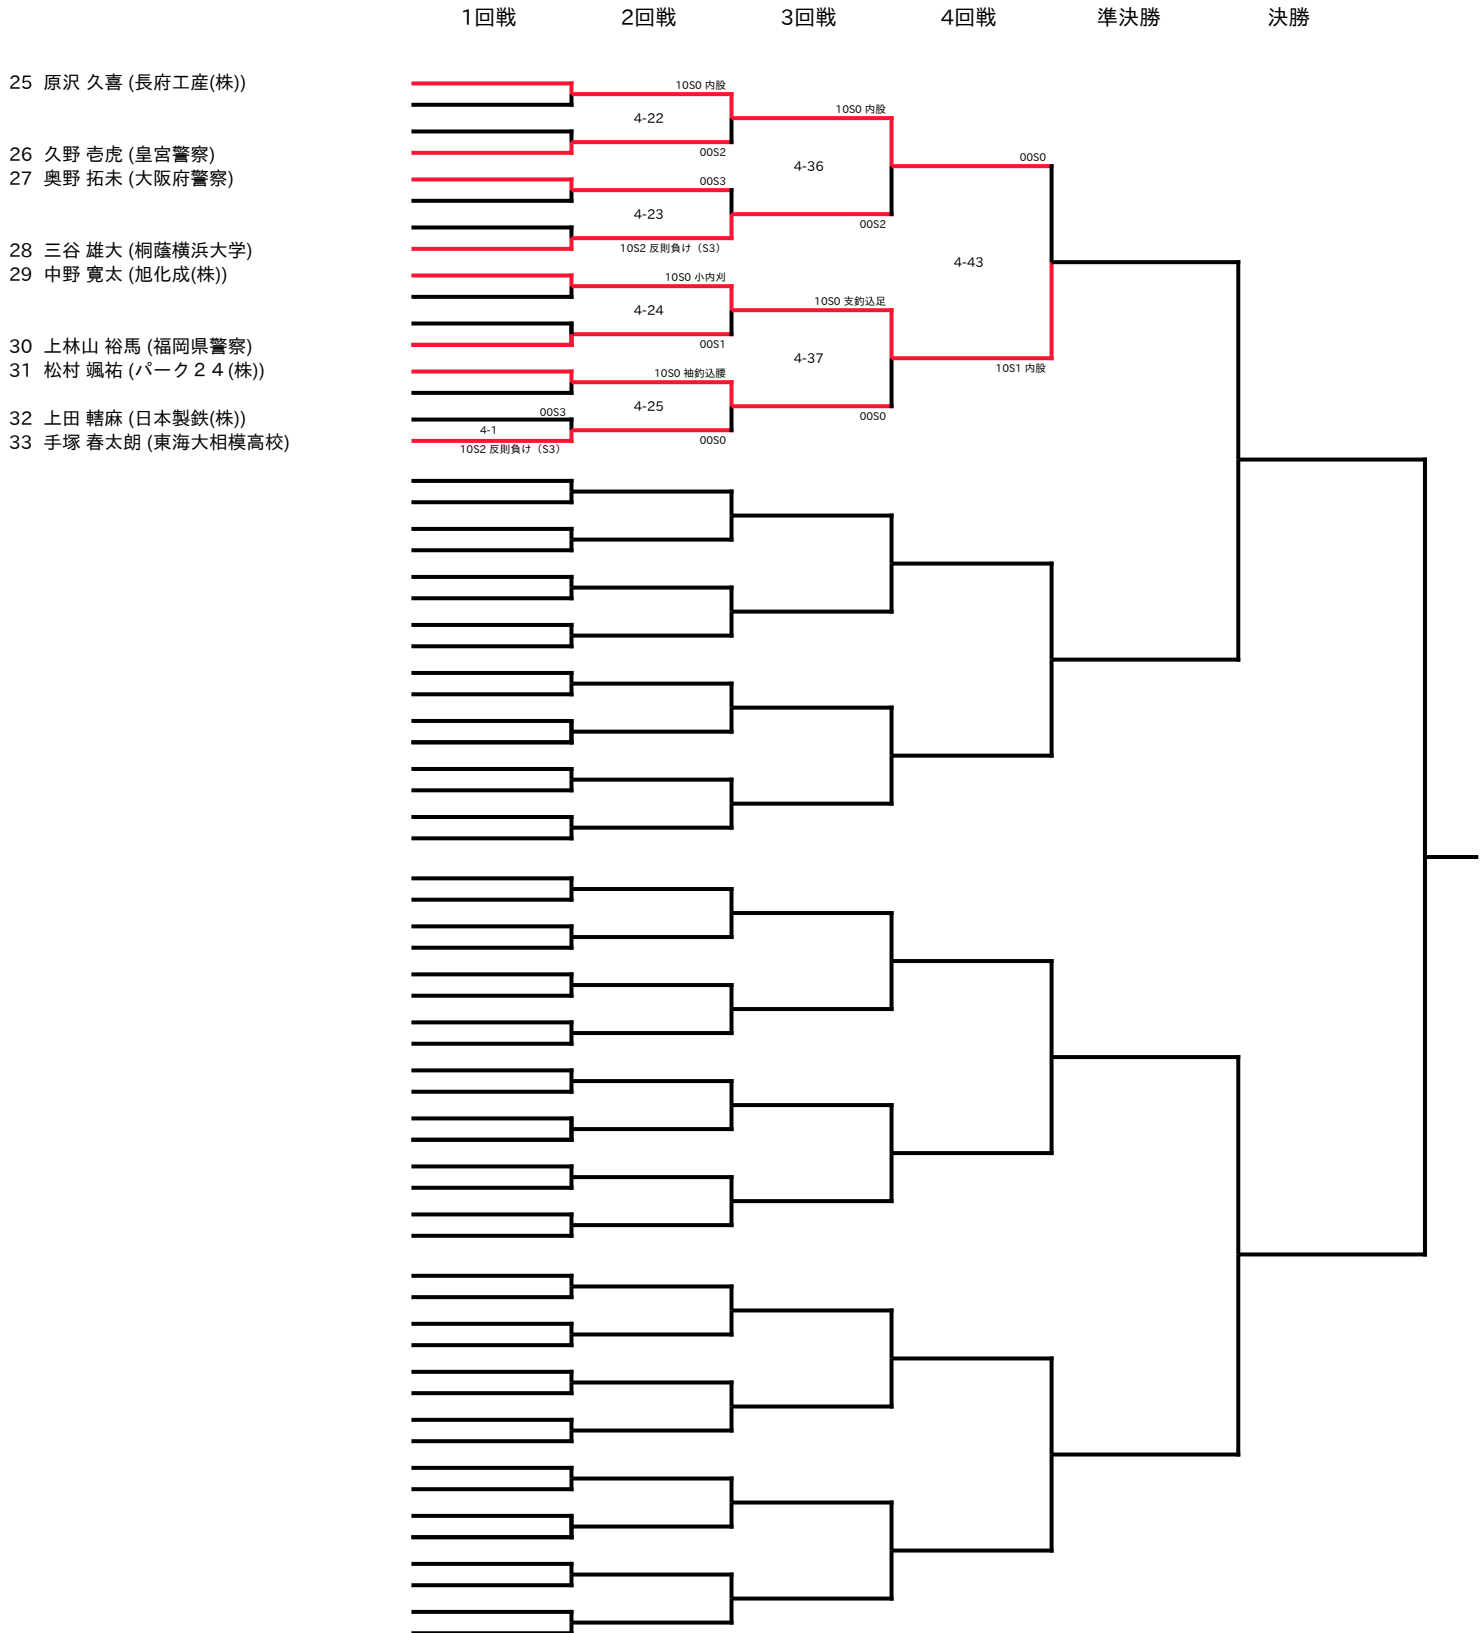 1回戦 2回戦 3回戦 4回戦 準決勝 決勝
25 原沢 久喜 (長府工産(株))
10S0 内股
10S0 内股
4-22
26 久野 壱虎 (皇宮警察)
00S2
00S0
4-36
27 奥野 拓未 (大阪府警察)
00S3
4-23
00S2
28 三谷 雄大 (桐蔭横浜大学)
10S2 反則負け（S3）
4-43
29 中野 寛太 (旭化成(株))
10S0 小内刈
10S0 支釣込足
4-24
30 上林山 裕馬 (福岡県警察)
00S1
4-37
10S1 内股
31 松村 颯祐 (パーク２４(株))
10S0 袖釣込腰
4-25
00S0
32 上田 轄麻 (日本製鉄(株))
00S3
4-1
33 手塚 春太朗 (東海大相模高校)
00S0
10S2 反則負け（S3）